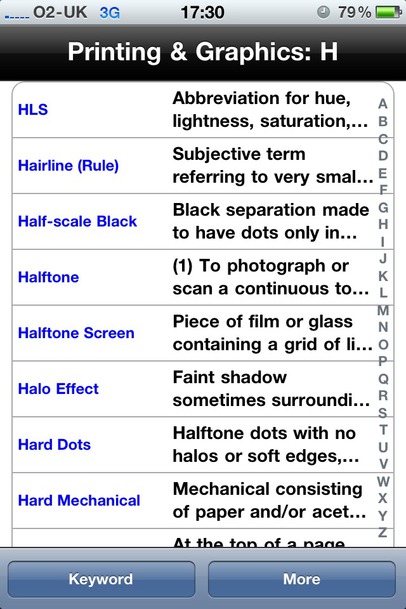 O2-UK 3G 17:30 79%
Printing & Graphics: H
HLS
Abbreviation for hue,
lightness, saturation,...
Hairline (Rule)
Subjective term
referring to very smal...
Half-scale Black
Black separation made
to have dots only in...
Halftone
(1) To photograph or
scan a continuous to...
Halftone Screen
Piece of film or glass
containing a grid of li...
Halo Effect
Faint shadow
sometimes surroundi...
Hard Dots
Halftone dots with no
halos or soft edges,...
Hard Mechanical
Mechanical consisting
of paper and/or acet...
At the top of a page
A
B
C
D
E
F
G
H
I
J
K
L
M
N
O
P
Q
R
S
T
U
V
W
X
Y
Z
Keyword
More